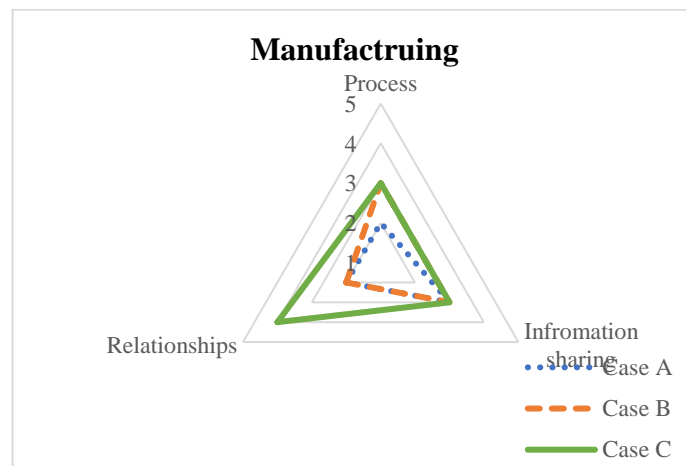 Manufactruing
Process
5
4
3
2
1
Relationships
Infromation
sharing
Case A
Case B
Case C